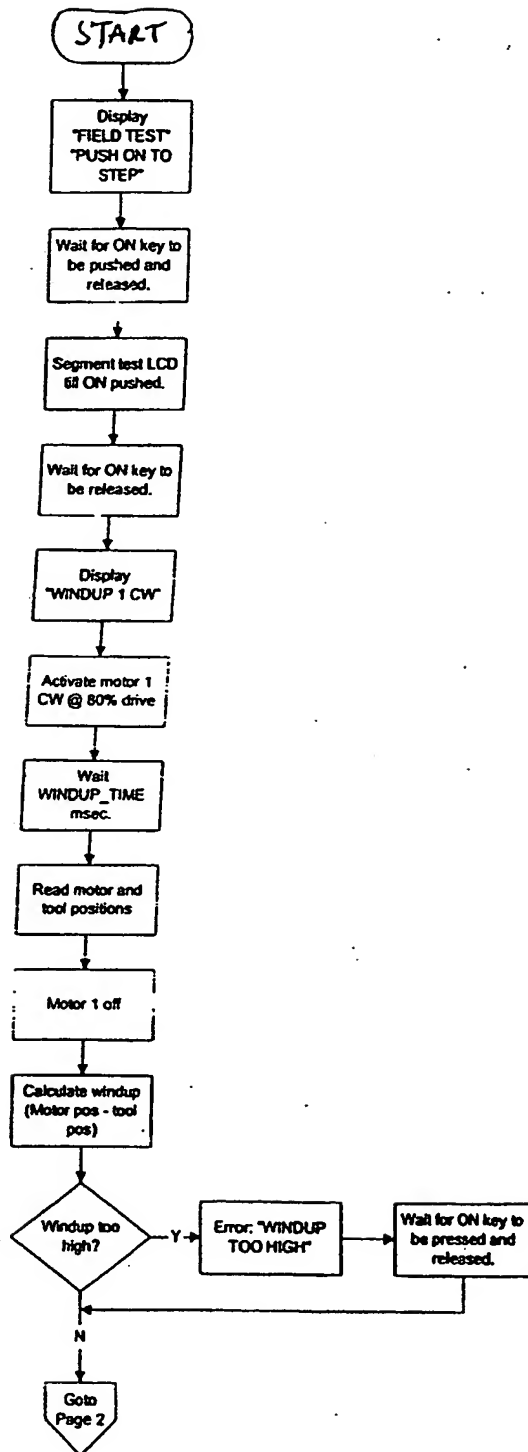 START
Display
"FIELD TEST"
"PUSH ON TO
STEP"
Wait for ON key to
be pushed and
released.
Segment test LCD
till ON pushed.
Wait for ON key to
be released.
Display
"WINDUP 1 CW"
Activate motor 1
CW @ 80% drive
Wait
WINDUP_TIME
msec.
Read motor and
tool positions
Motor 1 off
Calculate windup
(Motor pos - tool
pos)
Windup too
high?
Y
Error: "WINDUP
TOO HIGH"
Wait for ON key to
be pressed and
released.
N
Goto
Page 2